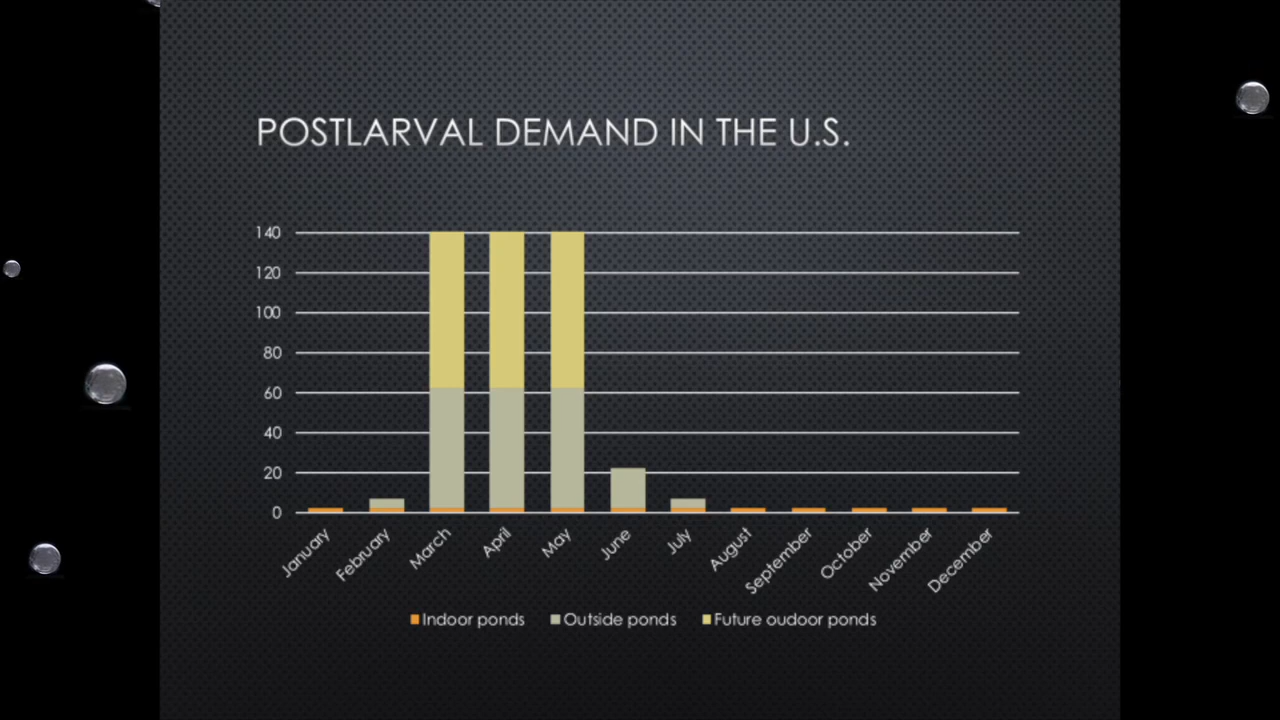 POSTLARVAL DEMAND IN THE U.S.
140
120
100
80
60
40
20
0
January February March April May June July August September October November December
Indoor ponds Outside ponds Future oudoor ponds